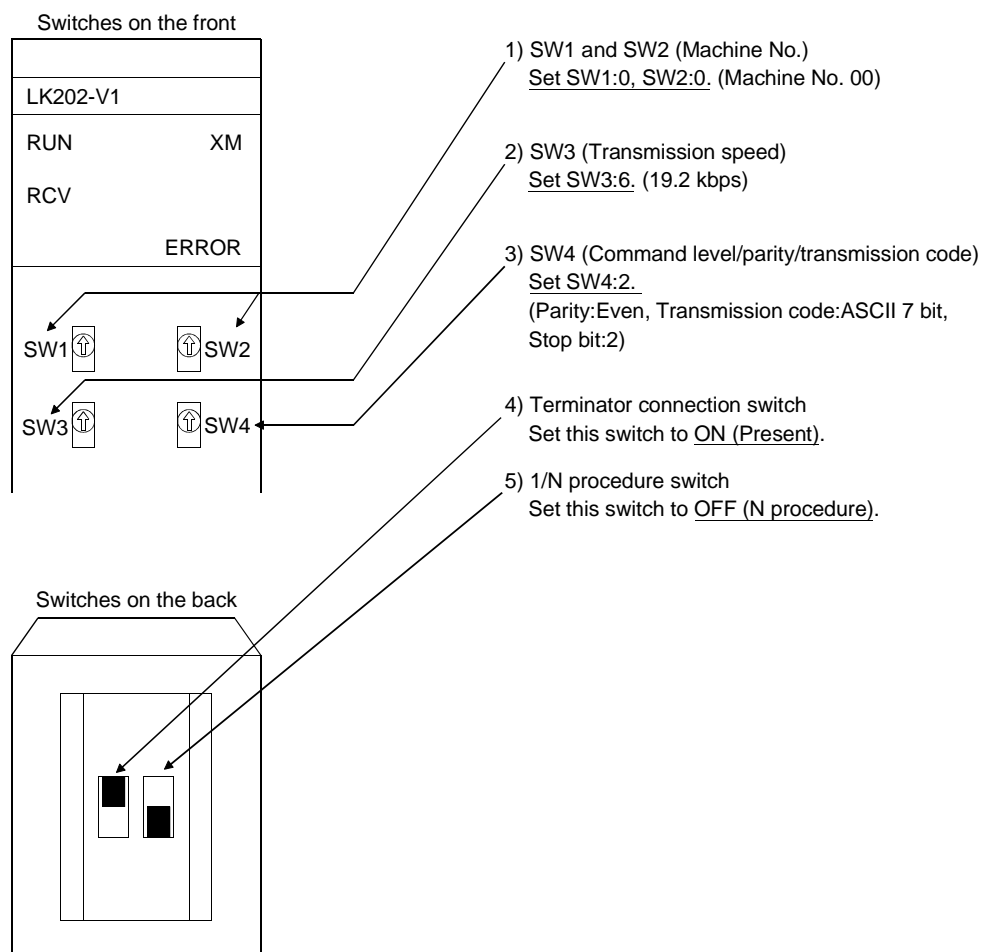 Switches on the front
LK202-V1
RUN XM
RCV
ERROR
SW1 SW2
SW3 SW4
1) SW1 and SW2 (Machine No.)
Set SW1:0, SW2:0. (Machine No. 00)
2) SW3 (Transmission speed)
Set SW3:6. (19.2 kbps)
3) SW4 (Command level/parity/transmission code)
Set SW4:2.
(Parity:Even, Transmission code:ASCII 7 bit,
Stop bit:2)
4) Terminator connection switch
Set this switch to ON (Present).
5) 1/N procedure switch
Set this switch to OFF (N procedure).
Switches on the back